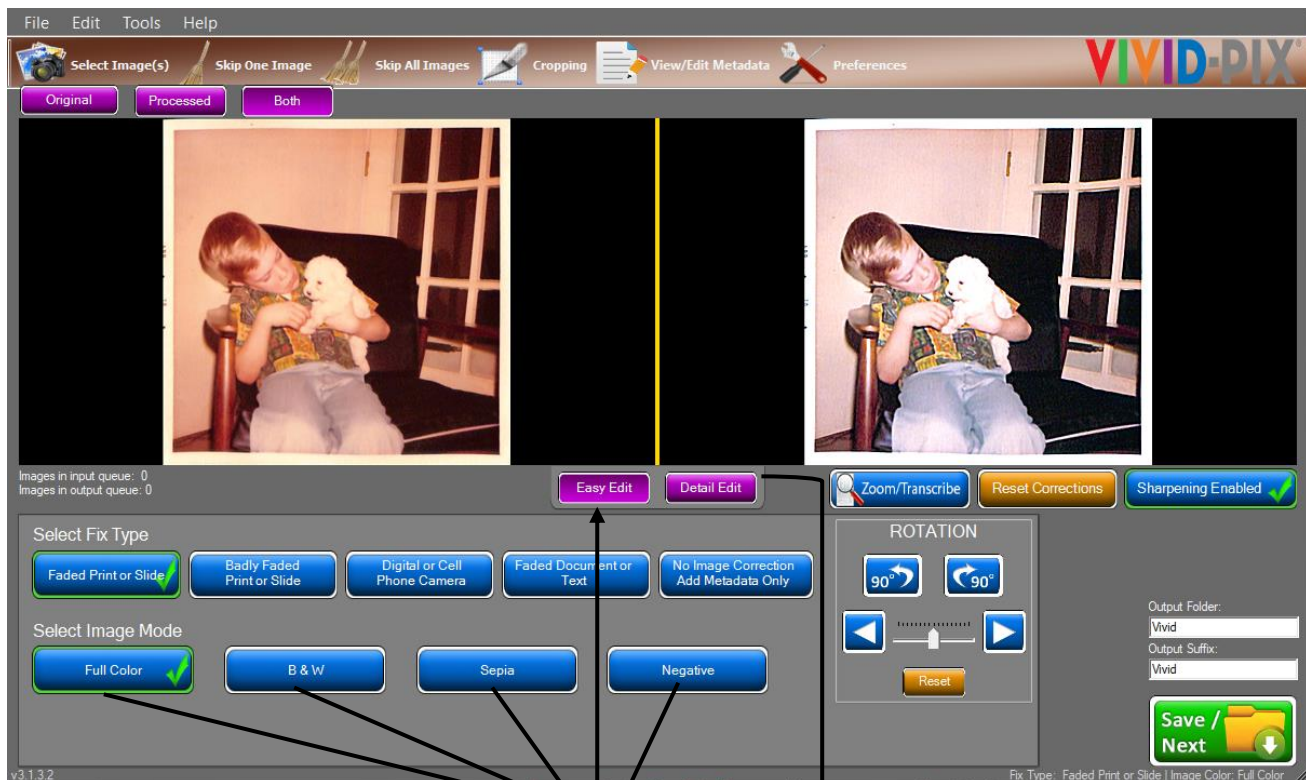 File Edit Tools Help
Select Image(s) Skip One Image Skip All Images Cropping View/Edit Metadata Preferences
VIVID-PIX®
Original Processed Both
Images in input queue: 0
Images in output queue: 0
Easy Edit Detail Edit
Zoom/Transcribe Reset Corrections Sharpening Enabled
Select Fix Type
Faded Print or Slide
Badly Faded
Print or Slide
Digital or Cell
Phone Camera
Faded Document or
Text
No Image Correction
Add Metadata Only
Select Image Mode
Full Color B & W Sepia Negative
ROTATION
90° 90°
Reset
Output Folder:
Vivid
Output Suffix:
Vivid
Save /
Next
v3.1.3.2
Fix Type: Faded Print or Slide | Image Color: Full Color